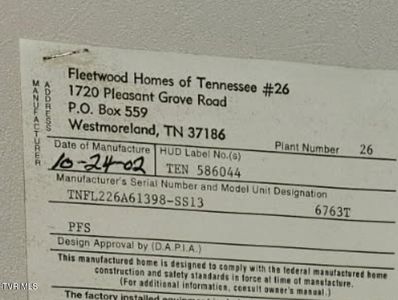 MANUFACTURER
ADDRESS
Fleetwood Homes of Tennessee #26
1720 Pleasant Grove Road
P.O. Box 559
Westmoreland, TN 37186
Plant Number 26
Date of Manufacture
10-24-02
HUD Label No.(s)
TEN 586044
Manufacturer's Serial Number and Model Unit Designation
TNFL226A61398-SS13 6763T
PFS
Design Approval by (D.A.P.I.A.)
This manufactured home is designed to comply with the federal manufactured home
construction and safety standards in force at time of manufacture.
(For additional information, consult owner's manual.)
The factory installed
TVR MLS